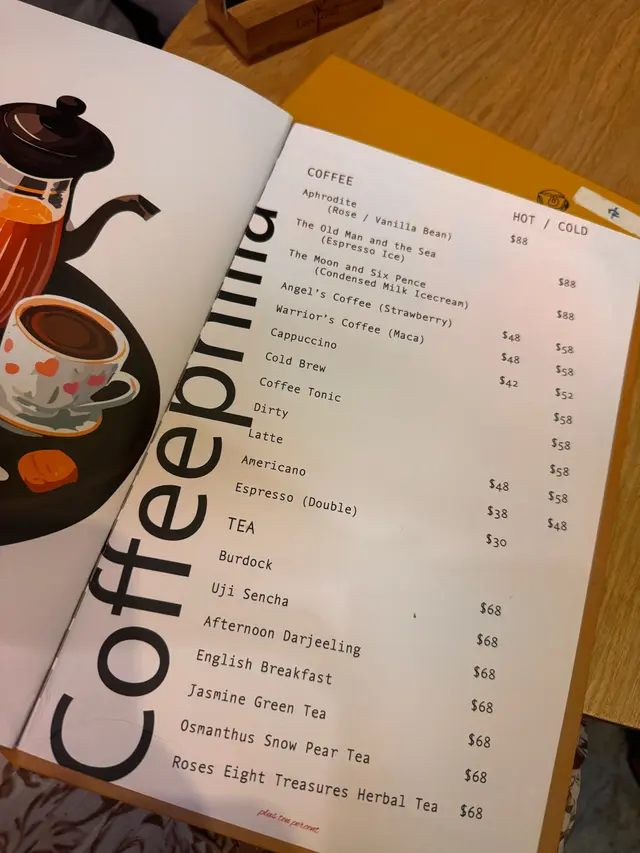 Coffeephilia
COFFEE HOT / COLD
Aphrodite $88
(Rose / Vanilla Bean)
The Old Man and the Sea $88
(Espresso Ice)
The Moon and Six Pence $88
(Condensed Milk Icecream)
Angel's Coffee (Strawberry) $48 $58
Warrior's Coffee (Maca) $48 $58
Cappuccino $42 $52
Cold Brew $58
Coffee Tonic $58
Dirty $58
Latte $48 $58
Americano $38 $48
Espresso (Double) $30
TEA
Burdock $68
Uji Sencha $68
Afternoon Darjeeling $68
English Breakfast $68
Jasmine Green Tea $68
Osmanthus Snow Pear Tea $68
Roses Eight Treasures Herbal Tea $68
plus ten percent